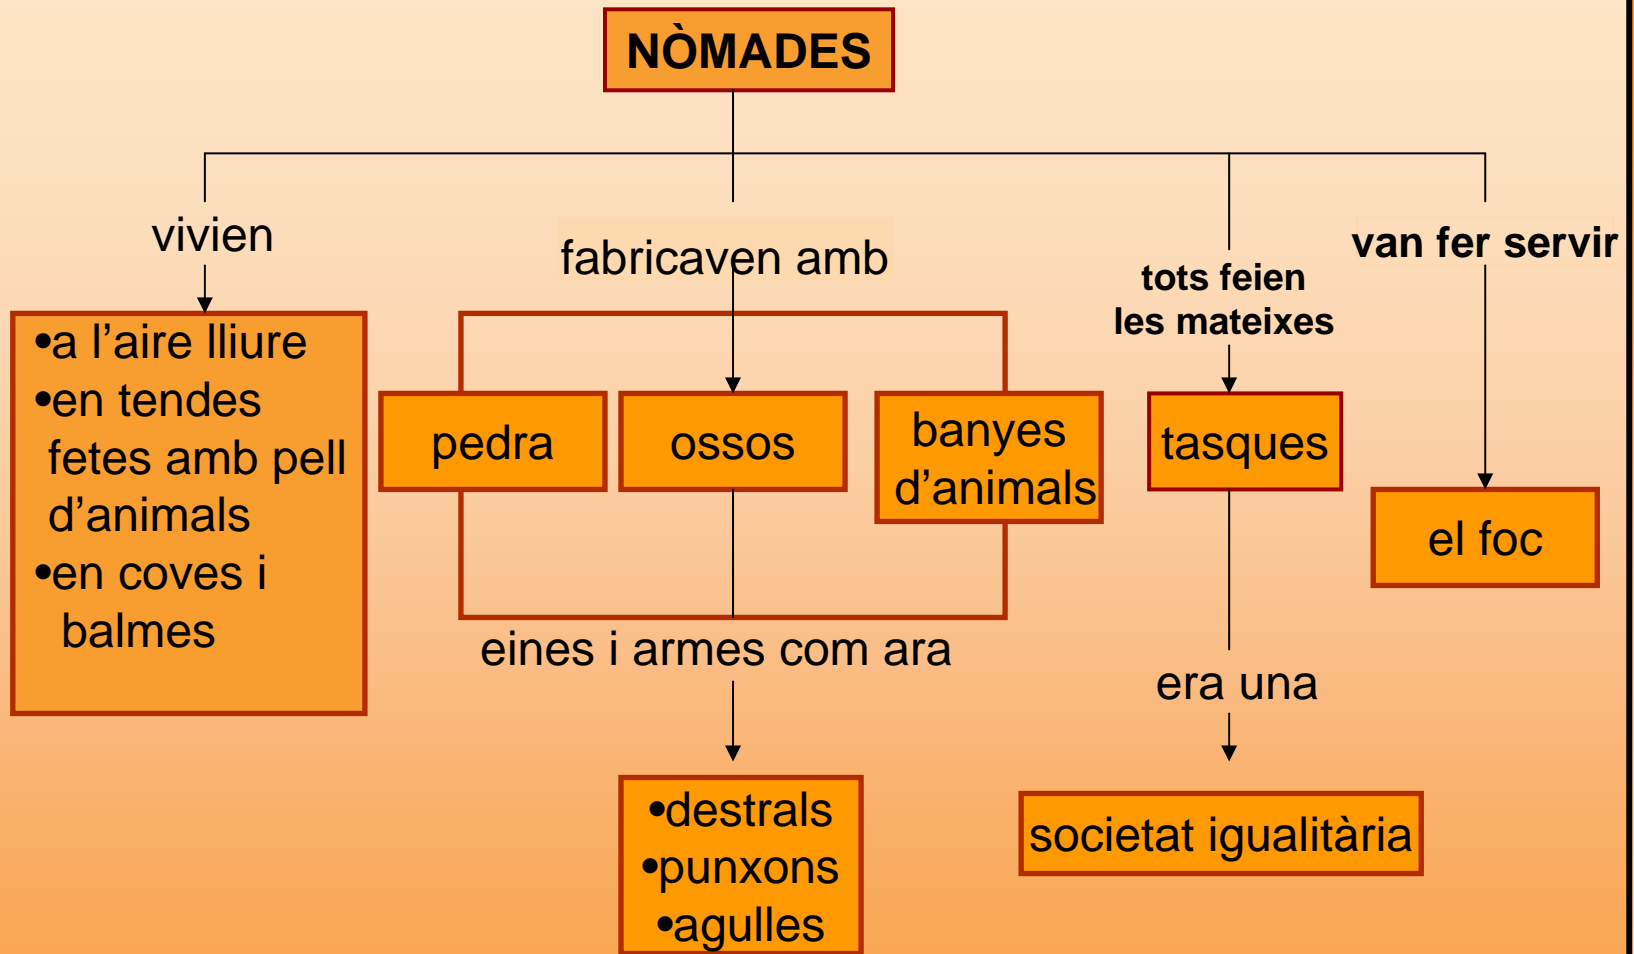 NÒMADES
vivien
•a l’aire lliure
•en tendes
fetes amb pell
d’animals
•en coves i
balmes
fabricaven amb
pedra
ossos
banyes
d’animals
eines i armes com ara
•destrals
•punxons
•agulles
tots feien
les mateixes
tasques
era una
societat igualitària
van fer servir
el foc